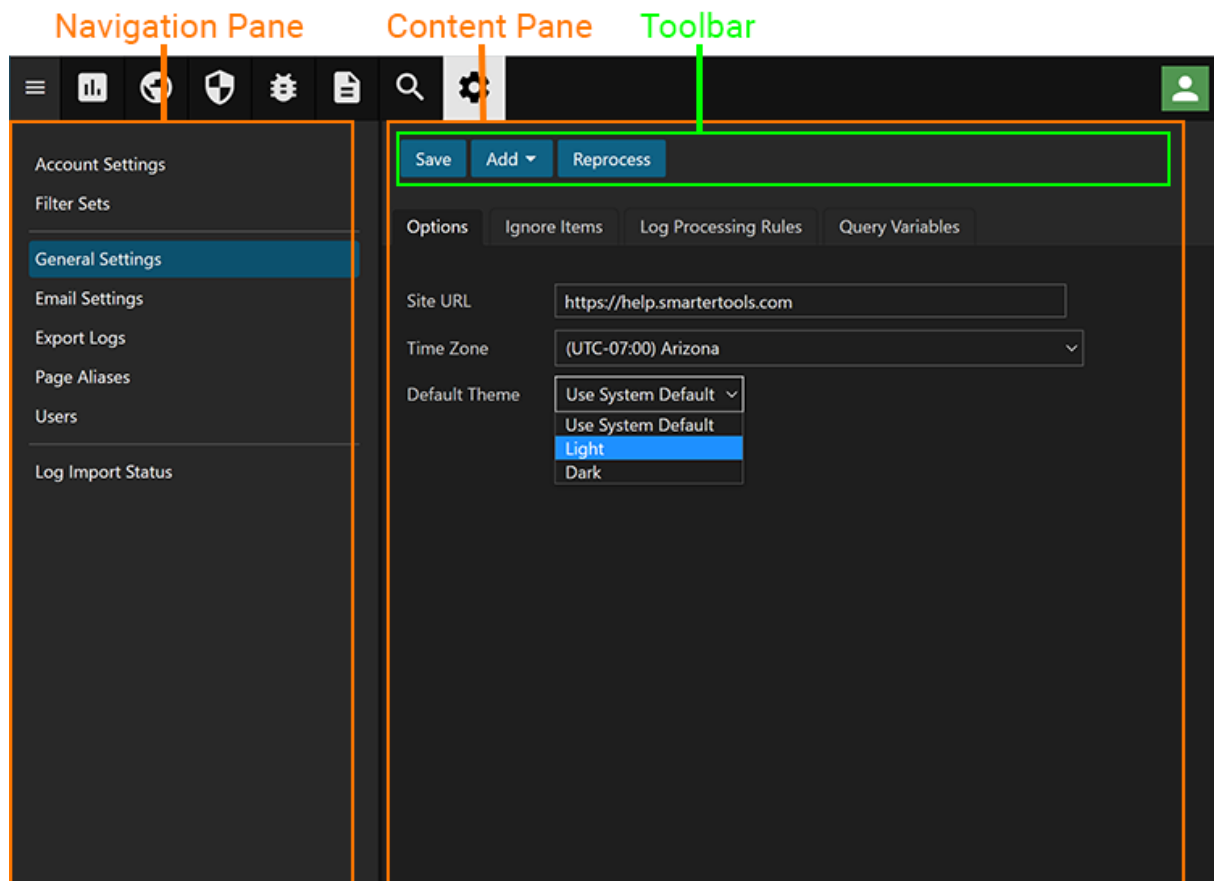 Navigation Pane
Content Pane
Toolbar
Account Settings
Filter Sets
General Settings
Email Settings
Export Logs
Page Aliases
Users
Log Import Status
Save
Add
Reprocess
Options
Ignore Items
Log Processing Rules
Query Variables
Site URL
https://help.smartertools.com
Time Zone
(UTC-07:00) Arizona
Default Theme
Use System Default
Use System Default
Light
Dark